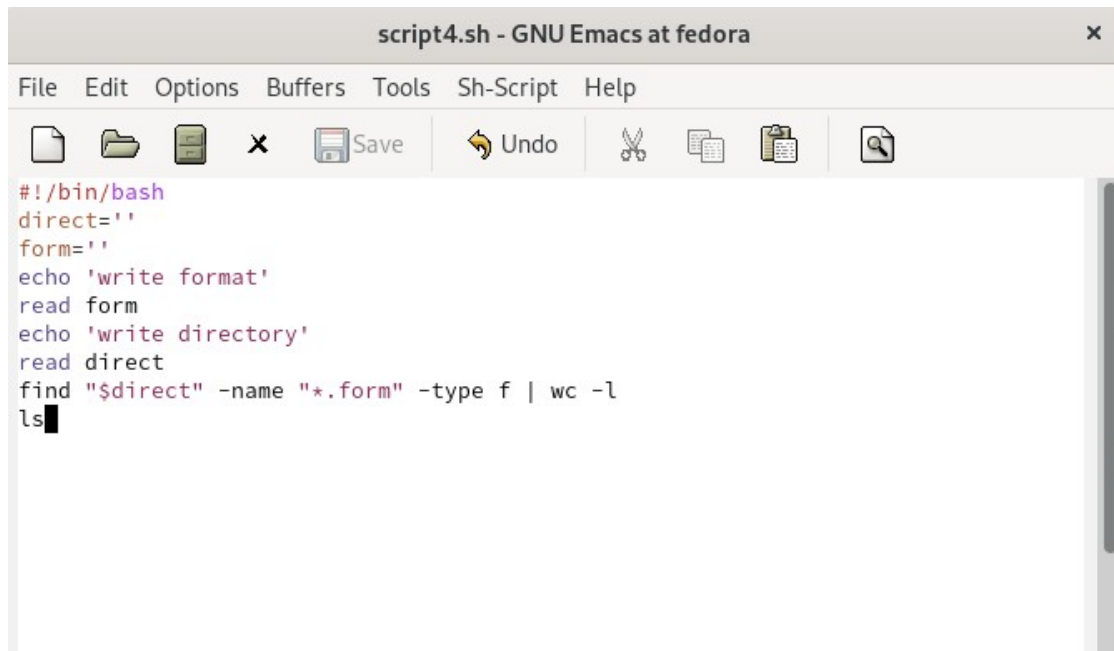 script4.sh - GNU Emacs at fedora
File Edit Options Buffers Tools Sh-Script Help
Save Undo
#!/bin/bash
direct=''
form=''
echo 'write format'
read form
echo 'write directory'
read direct
find "$direct" -name "*.form" -type f | wc -l
ls